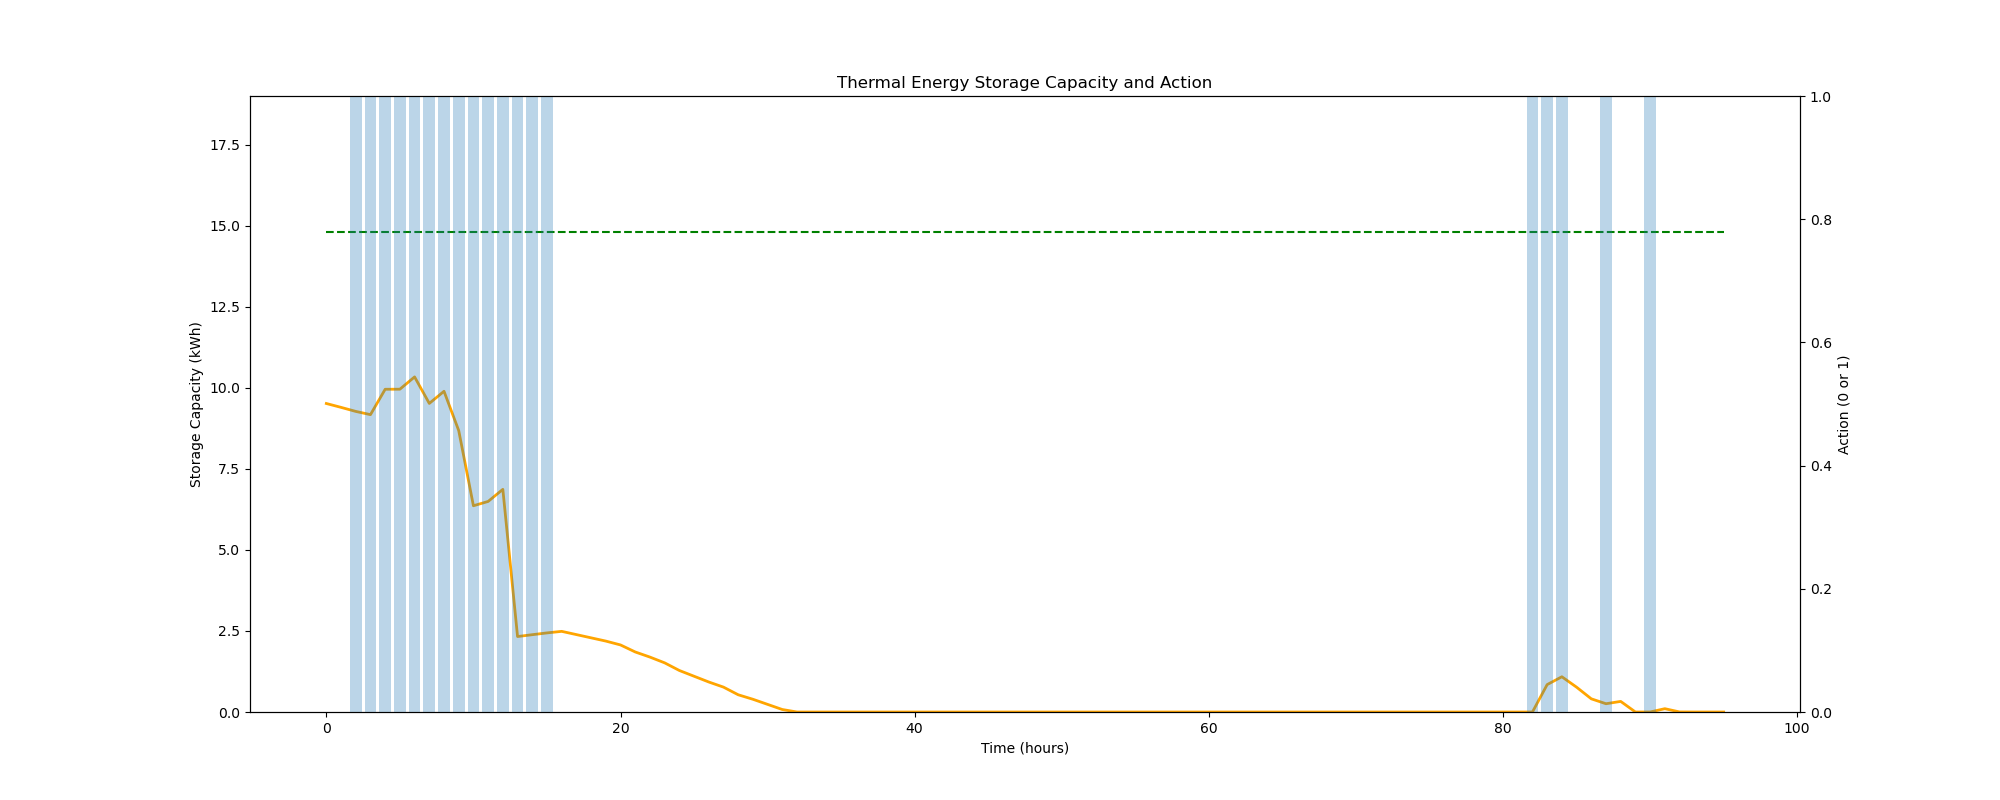 Thermal Energy Storage Capacity and Action
Storage Capacity (kWh)
17.5
15.0
12.5
10.0
7.5
5.0
2.5
0.0
1.0
0.8
0.6
0.4
0.2
0.0
Action (0 or 1)
0 20 40 60 80 100
Time (hours)